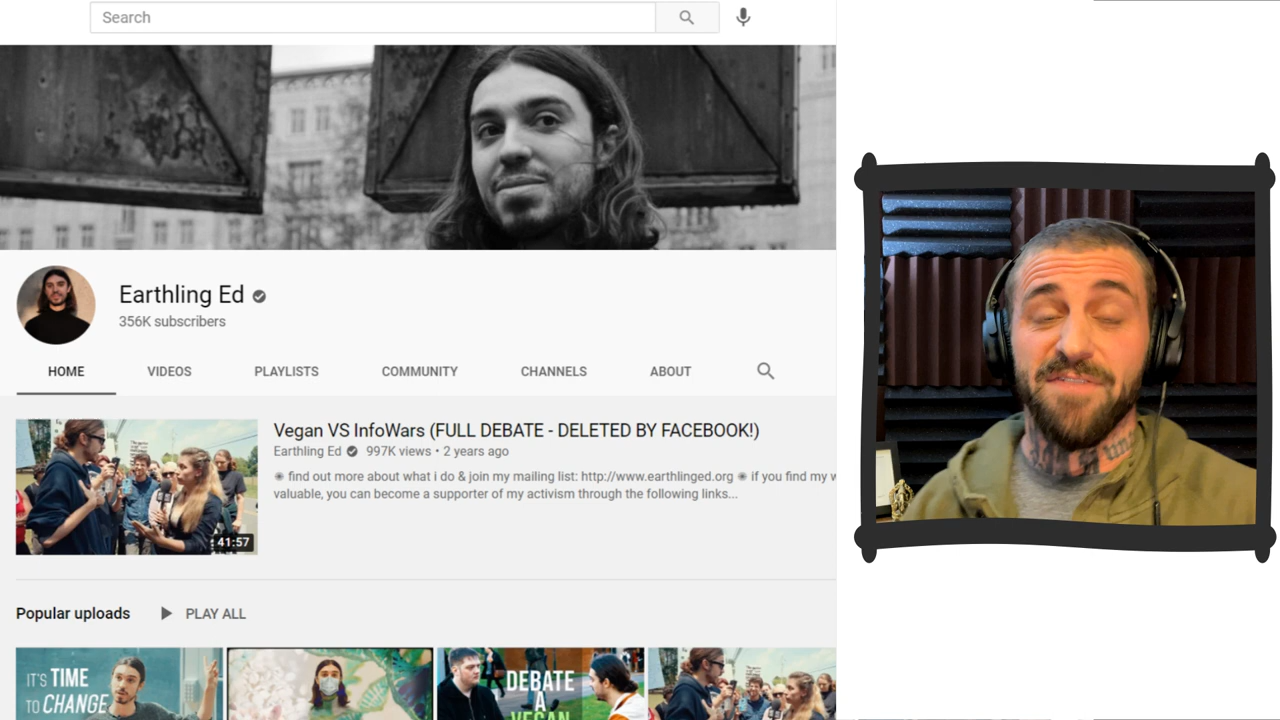 Search
Earthling Ed
356K subscribers
HOME VIDEOS PLAYLISTS COMMUNITY CHANNELS ABOUT
Vegan VS InfoWars (FULL DEBATE - DELETED BY FACEBOOK!)
Earthling Ed 997K views • 2 years ago
✺ find out more about what i do & join my mailing list: http://www.earthlinged.org ✺ if you find my w
valuable, you can become a supporter of my activism through the following links...
41:57
Popular uploads PLAY ALL
IT'S TIME
TO CHANGE
DEBATE
A
VEGAN